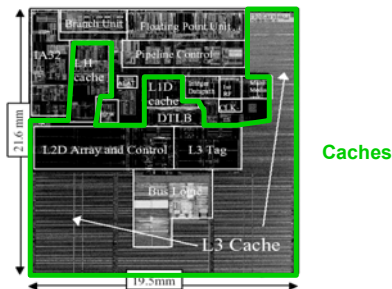 Branch Unit
Floating Point Unit
IA32
Pipeline Control
L1I
cache
L1D
cache
DTLB
CLK
L2D Array and Control
L3 Tag
Bus Logic
L3 Cache
21.6 mm
19.5mm
Caches